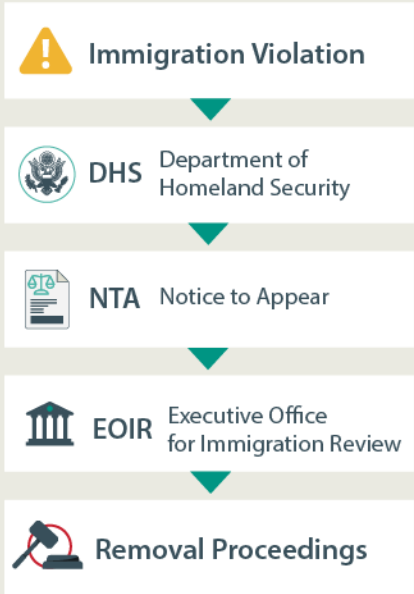 Immigration Violation
DHS Department of
Homeland Security
NTA Notice to Appear
EOIR Executive Office
for Immigration Review
Removal Proceedings